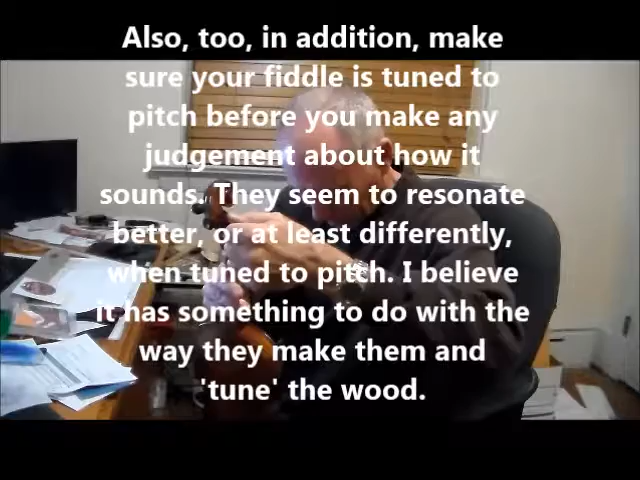 Also, too, in addition, make
sure your fiddle is tuned to
pitch before you make any
judgement about how it
sounds. They seem to resonate
better, or at least differently,
when tuned to pitch. I believe
it has something to do with the
way they make them and
'tune' the wood.